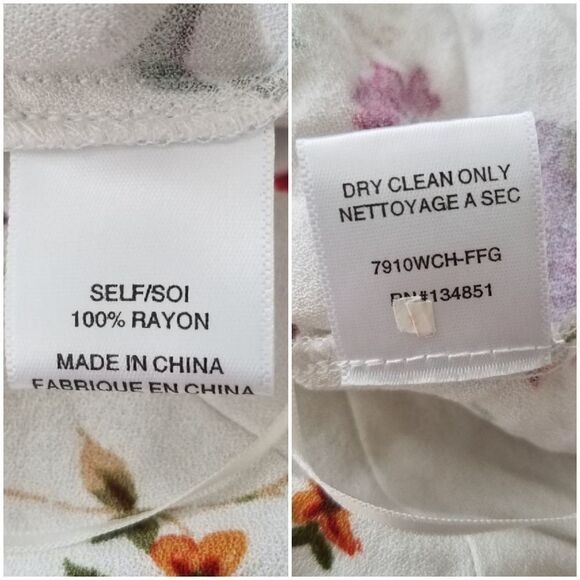 SELF/SOI
100% RAYON
MADE IN CHINA
FABRIQUE EN CHINA
DRY CLEAN ONLY
NETTOYAGE A SEC
7910WCH-FFG
RN#134851